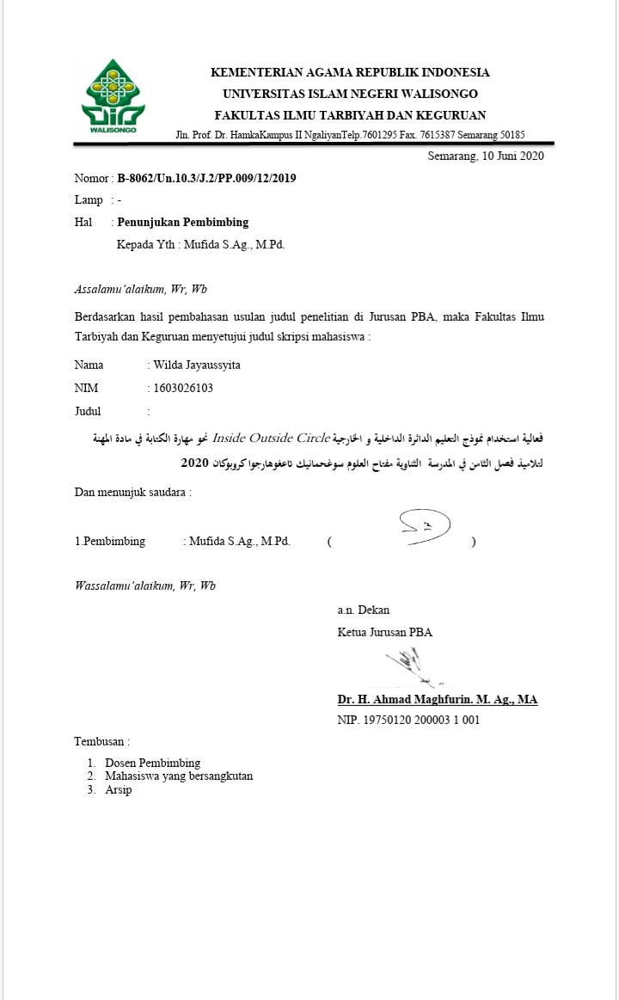 WALISONGO
KEMENTERIAN AGAMA REPUBLIK INDONESIA
UNIVERSITAS ISLAM NEGERI WALISONGO
FAKULTAS ILMU TARBIYAH DAN KEGURUAN
Jln. Prof. Dr. HamkaKampus II NgaliyanTelp.7601295 Fax. 7615387 Semarang 50185
Semarang, 10 Juni 2020
Nomor : B-8062/Un.10.3/J.2/PP.009/12/2019
Lamp : -
Hal : Penunjukan Pembimbing
Kepada Yth : Mufida S.Ag., M.Pd.
Assalamu'alaikum, Wr, Wb
Berdasarkan hasil pembahasan usulan judul penelitian di Jurusan PBA, maka Fakultas Ilmu
Tarbiyah dan Keguruan menyetujui judul skripsi mahasiswa :
Nama : Wilda Jayaussyita
NIM : 1603026103
Judul :
فعالية استخدام نموذج التعليم الدائرة الداخلية و الخارجية Inside Outside Circle نحو مهارة الكتابة في مادة المهنة
لتلاميذ فصل الثامن في المدرسة الثناوية مفتاح العلوم سوغحمانيك تاعغوهارجوا كروبوكان 2020
Dan menunjuk saudara :
1.Pembimbing : Mufida S.Ag., M.Pd. ( )
Wassalamu'alaikum, Wr, Wb
a.n. Dekan
Ketua Jurusan PBA
Dr. H. Ahmad Maghfurin. M. Ag., MA
NIP. 19750120 200003 1 001
Tembusan :
1. Dosen Pembimbing
2. Mahasiswa yang bersangkutan
3. Arsip